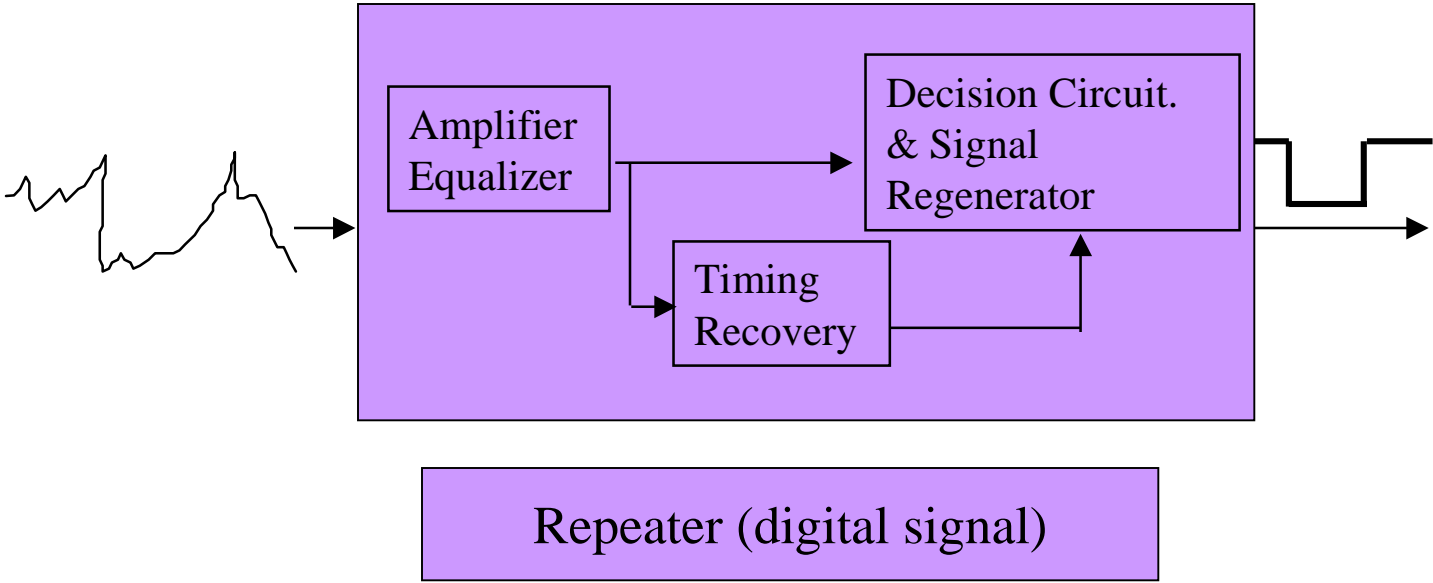 Amplifier
Equalizer
Decision Circuit.
& Signal
Regenerator
Timing
Recovery
Repeater (digital signal)